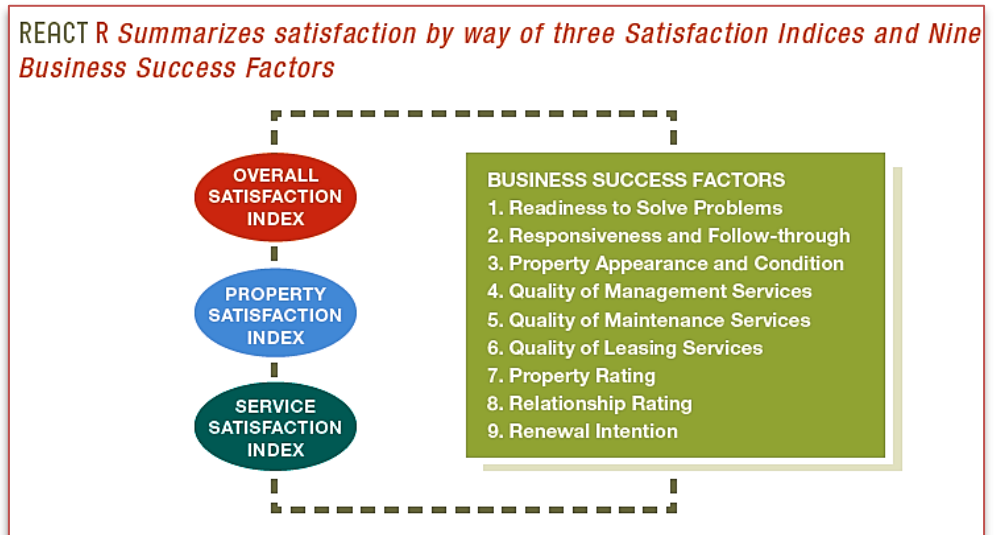 REACT R Summarizes satisfaction by way of three Satisfaction Indices and Nine
Business Success Factors
OVERALL
SATISFACTION
INDEX
PROPERTY
SATISFACTION
INDEX
SERVICE
SATISFACTION
INDEX
BUSINESS SUCCESS FACTORS
1. Readiness to Solve Problems
2. Responsiveness and Follow-through
3. Property Appearance and Condition
4. Quality of Management Services
5. Quality of Maintenance Services
6. Quality of Leasing Services
7. Property Rating
8. Relationship Rating
9. Renewal Intention